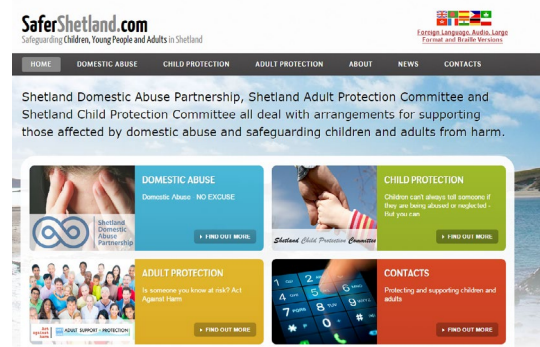 SaferShetland.com
Safeguarding Children, Young People and Adults in Shetland
Foreign Language, Audio, Large
Format and Braille Versions
HOME DOMESTIC ABUSE CHILD PROTECTION ADULT PROTECTION ABOUT NEWS CONTACTS
Shetland Domestic Abuse Partnership, Shetland Adult Protection Committee and
Shetland Child Protection Committee all deal with arrangements for supporting
those affected by domestic abuse and safeguarding children and adults from harm.
DOMESTIC ABUSE
Domestic Abuse NO EXCUSE
Shetland
Domestic
Abuse
Partnership
FIND OUT MORE
CHILD PROTECTION
Children can't always tell someone if
they are being abused or neglected -
But you can
Shetland Child Protection Committee
FIND OUT MORE
ADULT PROTECTION
Is someone you know at risk? Act
Against Harm
act
against
harm
ADULT SUPPORT + PROTECTION
FIND OUT MORE
CONTACTS
Protecting and supporting children and
adults
FIND OUT MORE